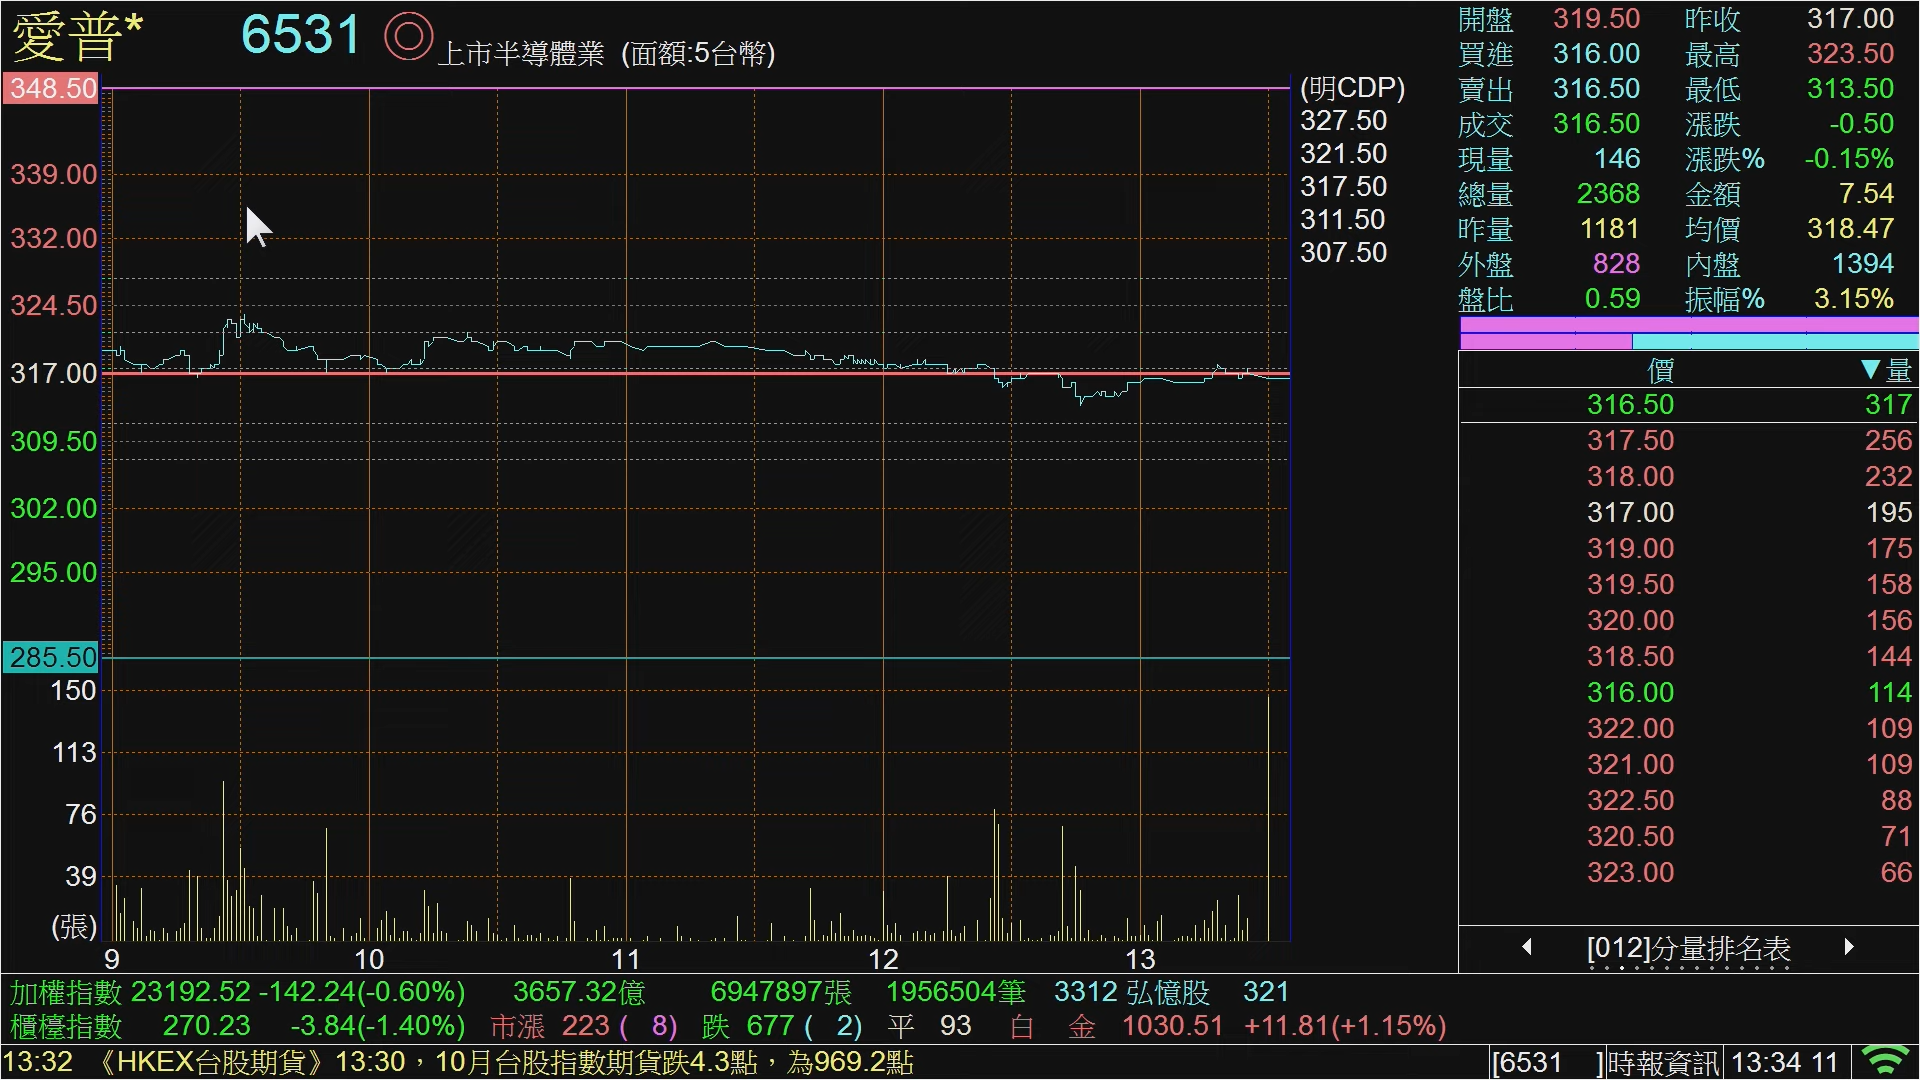 愛普* 6531 ◎ 上市半導體業 (面額:5台幣)
348.50
339.00
332.00
324.50
317.00
309.50
302.00
295.00
285.50
150
113
76
39
(張)
9 10 11 12 13
(明CDP)
327.50
321.50
317.50
311.50
307.50
開盤 319.50 昨收 317.00
買進 316.00 最高 323.50
賣出 316.50 最低 313.50
成交 316.50 漲跌 -0.50
現量 146 漲跌% -0.15%
總量 2368 金額 7.54
昨量 1181 均價 318.47
外盤 828 內盤 1394
盤比 0.59 振幅% 3.15%
價 ▼量
316.50 317
317.50 256
318.00 232
317.00 195
319.00 175
319.50 158
320.00 156
318.50 144
316.00 114
322.00 109
321.00 109
322.50 88
320.50 71
323.00 66
[012]分量排名表
加權指數 23192.52 -142.24(-0.60%) 3657.32億 6947897張 1956504筆 3312 弘憶股 321
櫃檯指數 270.23 -3.84(-1.40%) 市漲 223 ( 8) 跌 677 ( 2) 平 93 白 金 1030.51 +11.81(+1.15%)
13:32 《HKEX台股期貨》13:30，10月台股指數期貨跌4.3點，為969.2點 [6531 ]時報資訊 13:34 11